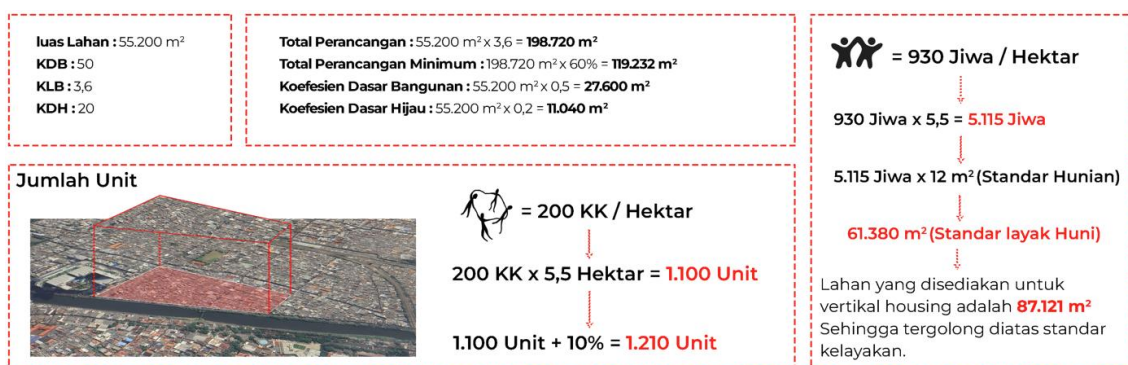 luas Lahan : 55.200 m²
KDB : 50
KLB : 3,6
KDH : 20
Total Perancangan : 55.200 m² x 3,6 = 198.720 m²
Total Perancangan Minimum : 198.720 m² x 60% = 119.232 m²
Koefesien Dasar Bangunan : 55.200 m² x 0,5 = 27.600 m²
Koefesien Dasar Hijau : 55.200 m² x 0,2 = 11.040 m²
Jumlah Unit
= 200 KK / Hektar
200 KK x 5,5 Hektar = 1.100 Unit
1.100 Unit + 10% = 1.210 Unit
= 930 Jiwa / Hektar
930 Jiwa x 5,5 = 5.115 Jiwa
5.115 Jiwa x 12 m² (Standar Hunian)
61.380 m² (Standar layak Huni)
Lahan yang disediakan untuk
vertikal housing adalah 87.121 m²
Sehingga tergolong diatas standar
kelayakan.